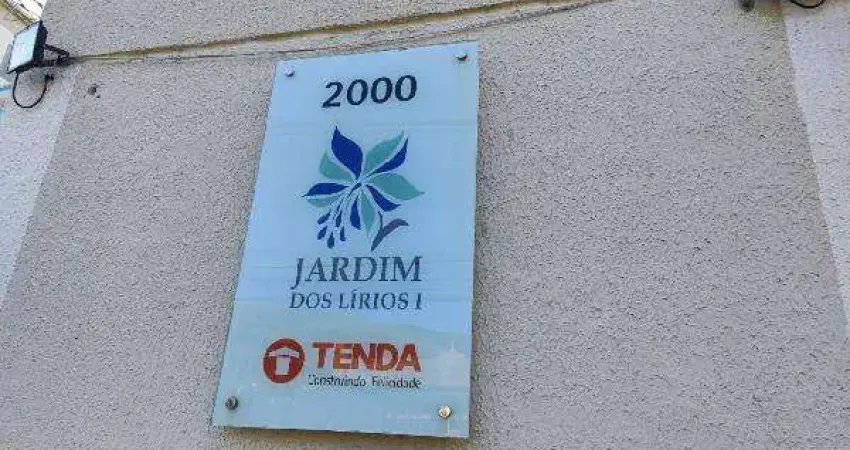 2000
JARDIM
DOS LÍRIOS I
TENDA
Construindo Felicidade